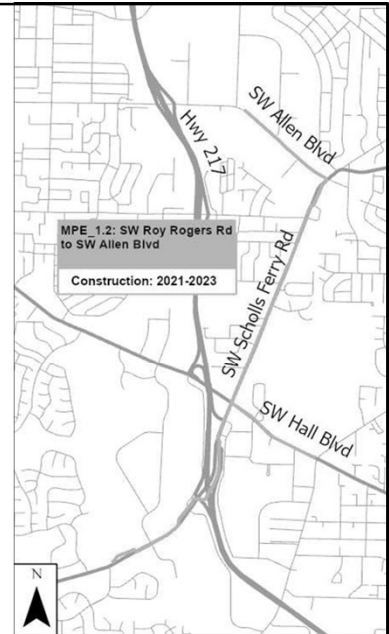 SW Allen Blvd
Hwy 217
MPE_1.2: SW Roy Rogers Rd
to SW Allen Blvd
Construction: 2021-2023
SW Scholls Ferry Rd
SW Hall Blvd
N